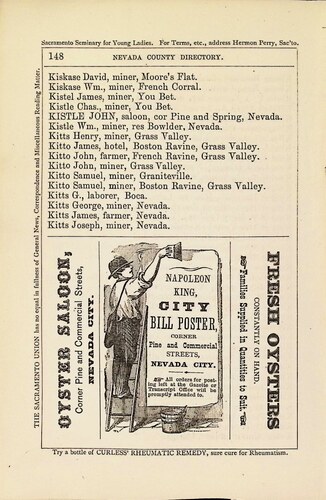 Sacramento Seminary for Young Ladies. For Terms, etc., address Hermon Perry, Sac'to.
148 NEVADA COUNTY DIRECTORY.
Kiskase David, miner, Moore's Flat.
Kiskase Wm., miner, French Corral.
Kistel James, miner, You Bet.
Kistle Chas., miner, You Bet.
KISTLE JOHN, saloon, cor Pine and Spring, Nevada.
Kistle Wm., miner, res Bowlder, Nevada.
Kitts Henry, miner, Grass Valley.
Kitto James, hotel, Boston Ravine, Grass Valley.
Kitto John, farmer, French Ravine, Grass Valley.
Kitto John, miner, Grass Valley.
Kitto Samuel, miner, Graniteville.
Kitto Samuel, miner, Boston Ravine, Grass Valley.
Kitts G., laborer, Boca.
Kitts George, miner, Nevada.
Kitts James, farmer, Nevada.
Kitts Joseph, miner, Nevada.
THE SACRAMENTO UNION has no equal in fullness of General News, Correspondence and Miscellaneous Reading Matter.
OYSTER SALOON,
Corner Pine and Commercial Streets,
NEVADA CITY.
NAPOLEON
KING,
CITY
BILL POSTER,
CORNER
Pine and Commercial
STREETS,
NEVADA CITY.
All orders for post-
ing left at the Gazette or
Transcript Office will be
promptly attended to.
FRESH OYSTERS
CONSTANTLY ON HAND.
Families Supplied in Quantities to Suit.
Try a bottle of CURLESS' RHEUMATIC REMEDY, sure cure for Rheumatism.